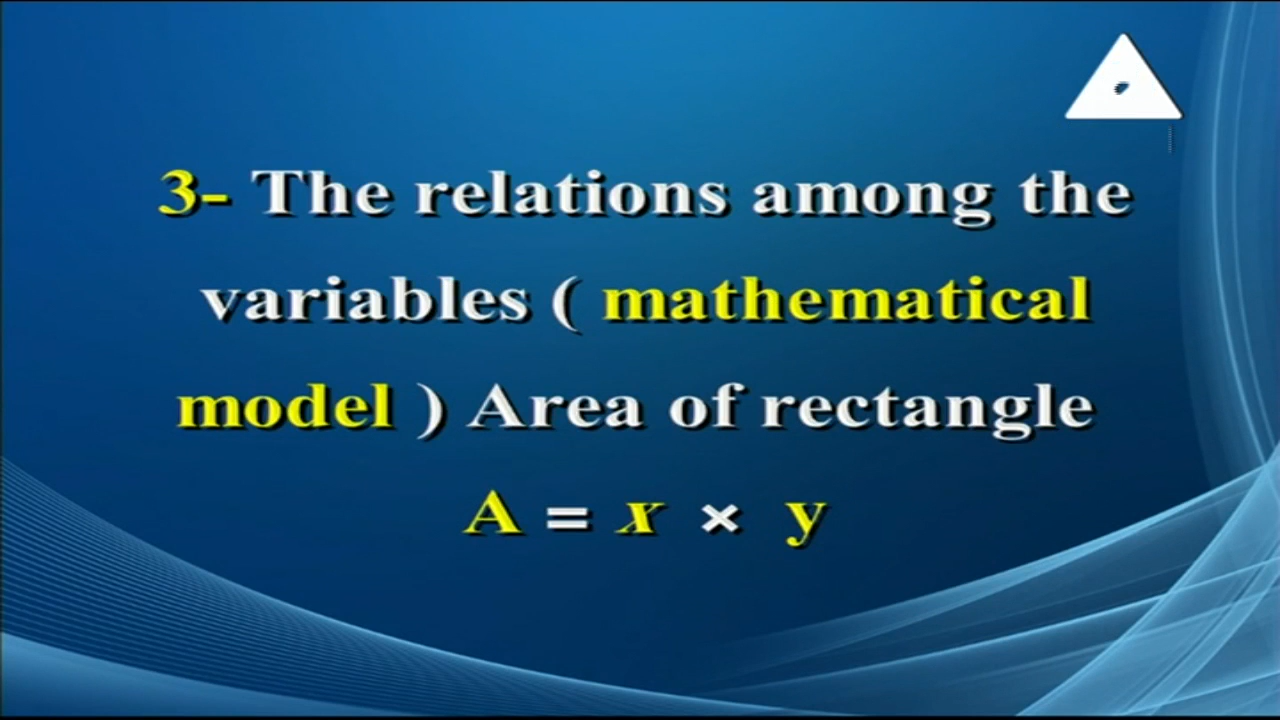 3- The relations among the
variables ( mathematical
model ) Area of rectangle
A = x × y